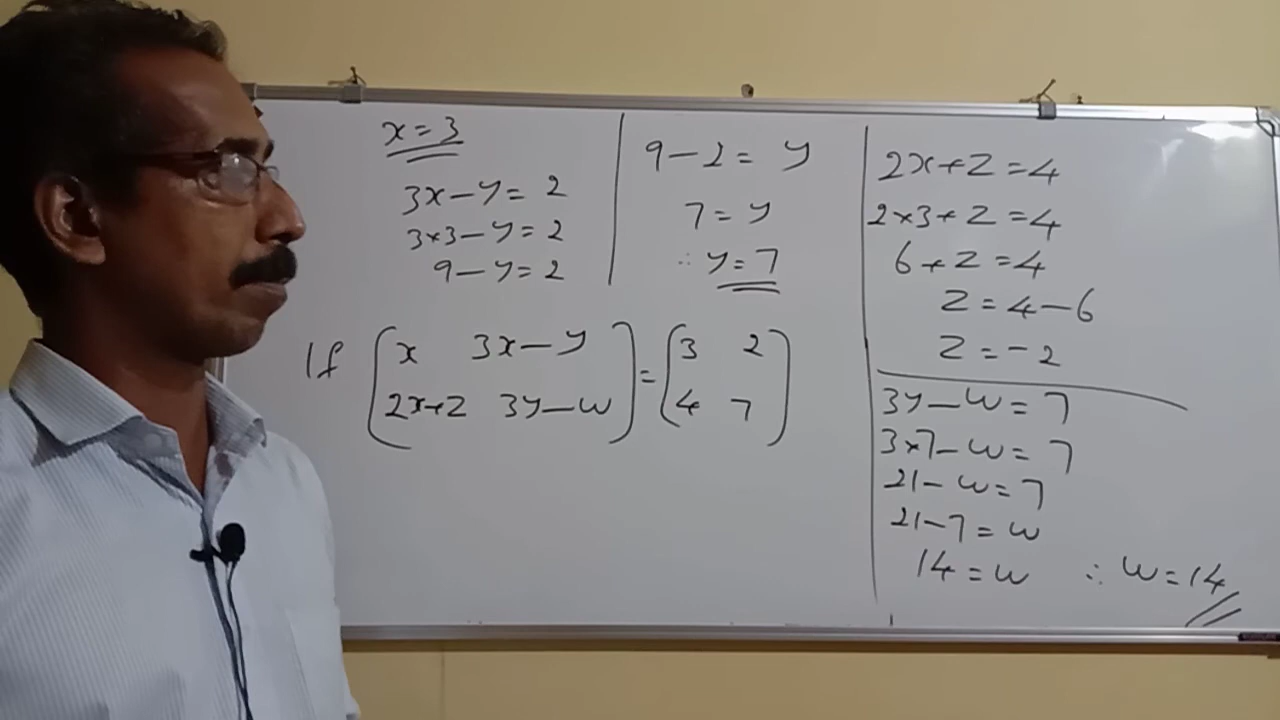 x=3
3x-y=2
3×3-y=2
9-y=2
9-2=y
7=y
∴ y=7
If (x 3x-y) = (3 2)
(2x+z 3y-w) (4 7)
2x+z=4
2×3+z=4
6+z=4
z=4-6
z=-2
3y-w=7
3×7-w=7
21-w=7
21-7=w
14=w ∴ w=14